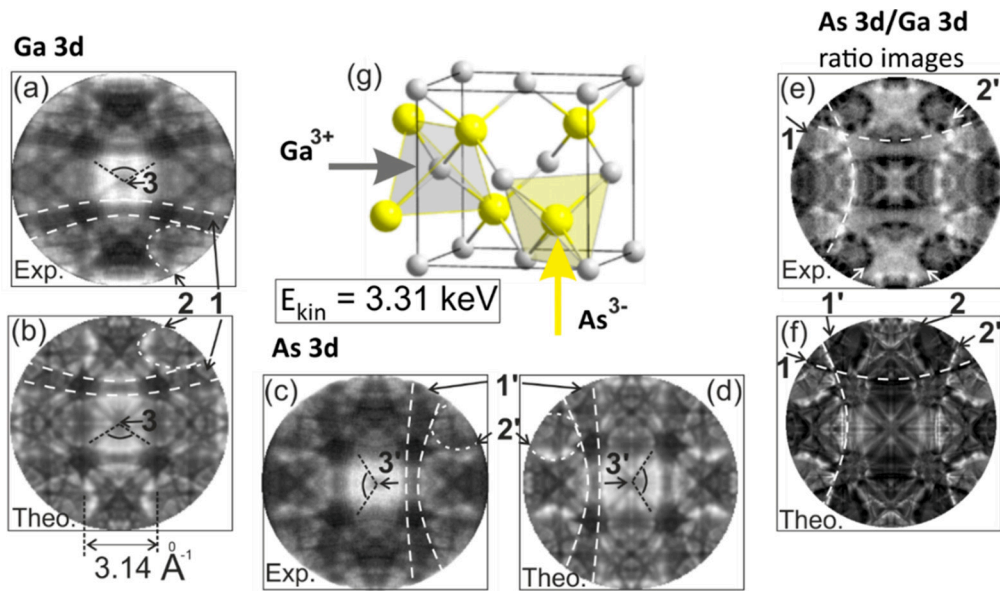 Ga 3d
(a)
3
Exp.
2 1
(b)
3
Theo.
3.14 Å⁻¹
(g)
Ga³⁺
E_kin = 3.31 keV
As³⁻
As 3d
(c)
1'
(d)
2'
3'
3'
Exp.
Theo.
As 3d/Ga 3d
ratio images
(e)
2'
1
Exp.
1' 2
(f)
2'
1
Theo.